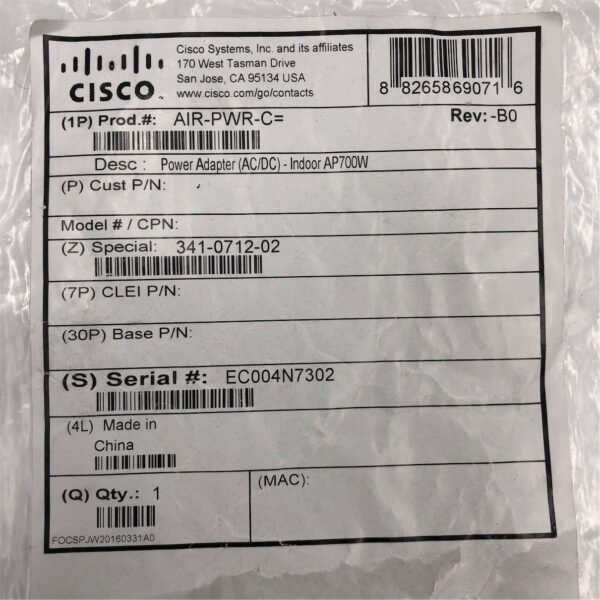 CISCO™
Cisco Systems, Inc. and its affiliates
170 West Tasman Drive
San Jose, CA 95134 USA
www.cisco.com/go/contacts
8 8265869071 6
(1P) Prod.#: AIR-PWR-C=
Rev: -B0
Desc : Power Adapter (AC/DC) - Indoor AP700W
(P) Cust P/N:
Model # / CPN:
(Z) Special: 341-0712-02
(7P) CLEI P/N:
(30P) Base P/N:
(S) Serial #: EC004N7302
(4L) Made in
China
(Q) Qty.: 1
(MAC):
FOCSPJW20160331A0